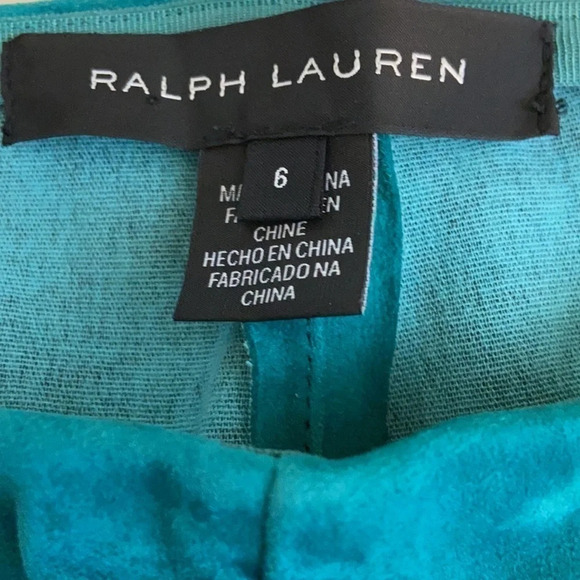 RALPH LAUREN
6
CHINE
HECHO EN CHINA
FABRICADO NA
CHINA